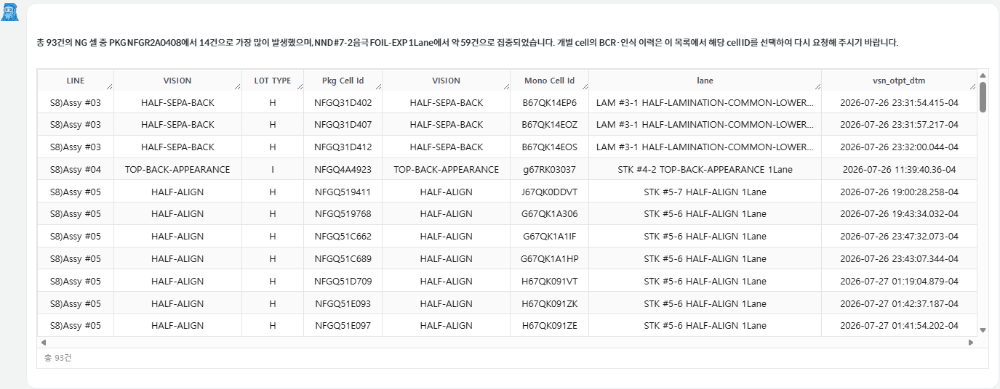 총 93건의 NG 셀 중 PKG NFGR2A0408에서 14건으로 가장 많이 발생했으며, NND #7-2음극 FOIL-EXP 1Lane에서 약 59건으로 집중되었습니다. 개별 cell의 BCR·인식 이력은 이 목록에서 해당 cell ID를 선택하여 다시 요청해 주시기 바랍니다.
LINE VISION LOT TYPE Pkg Cell Id VISION Mono Cell Id lane vsn_otpt_dtm
S8)Assy #03 HALF-SEPA-BACK H NFGQ31D402 HALF-SEPA-BACK B67QK14EP6 LAM #3-1 HALF-LAMINATION-COMMON-LOWER... 2026-07-26 23:31:54.415-04
S8)Assy #03 HALF-SEPA-BACK H NFGQ31D407 HALF-SEPA-BACK B67QK14EOZ LAM #3-1 HALF-LAMINATION-COMMON-LOWER... 2026-07-26 23:31:57.217-04
S8)Assy #03 HALF-SEPA-BACK H NFGQ31D412 HALF-SEPA-BACK B67QK14EOS LAM #3-1 HALF-LAMINATION-COMMON-LOWER... 2026-07-26 23:32:00.044-04
S8)Assy #04 TOP-BACK-APPEARANCE I NFGQ4A4923 TOP-BACK-APPEARANCE g67RK03037 STK #4-2 TOP-BACK-APPEARANCE 1Lane 2026-07-26 11:39:40.36-04
S8)Assy #05 HALF-ALIGN H NFGQ519411 HALF-ALIGN J67QK0DDVT STK #5-7 HALF-ALIGN 1Lane 2026-07-26 19:00:28.258-04
S8)Assy #05 HALF-ALIGN H NFGQ519768 HALF-ALIGN G67QK1A306 STK #5-6 HALF-ALIGN 1Lane 2026-07-26 19:43:34.032-04
S8)Assy #05 HALF-ALIGN H NFGQ51C662 HALF-ALIGN G67QK1A1IF STK #5-6 HALF-ALIGN 1Lane 2026-07-26 23:47:32.073-04
S8)Assy #05 HALF-ALIGN H NFGQ51C689 HALF-ALIGN G67QK1A1HP STK #5-6 HALF-ALIGN 1Lane 2026-07-26 23:43:07.344-04
S8)Assy #05 HALF-ALIGN H NFGQ51D709 HALF-ALIGN H67QK091VT STK #5-6 HALF-ALIGN 1Lane 2026-07-27 01:19:04.879-04
S8)Assy #05 HALF-ALIGN H NFGQ51E093 HALF-ALIGN H67QK091ZK STK #5-6 HALF-ALIGN 1Lane 2026-07-27 01:42:37.187-04
S8)Assy #05 HALF-ALIGN H NFGQ51E097 HALF-ALIGN H67QK091ZE STK #5-6 HALF-ALIGN 1Lane 2026-07-27 01:41:54.202-04
총 93건